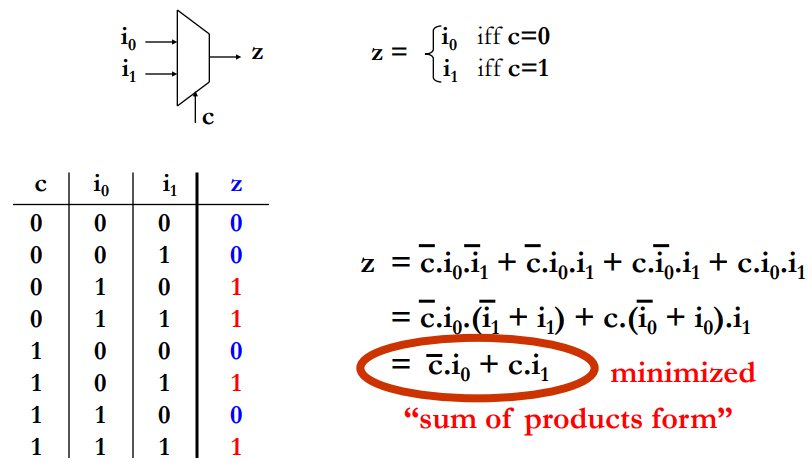 i₀
i₁
z
c
z = { i₀ iff c=0
i₁ iff c=1
c i₀ i₁ z
0 0 0 0
0 0 1 0
0 1 0 1
0 1 1 1
1 0 0 0
1 0 1 1
1 1 0 0
1 1 1 1
z = c̅.i₀.i̅₁ + c̅.i₀.i₁ + c.i̅₀.i₁ + c.i₀.i₁
= c̅.i₀.(i̅₁ + i₁) + c.(i̅₀ + i₀).i₁
= c̅.i₀ + c.i₁
minimized
“sum of products form”